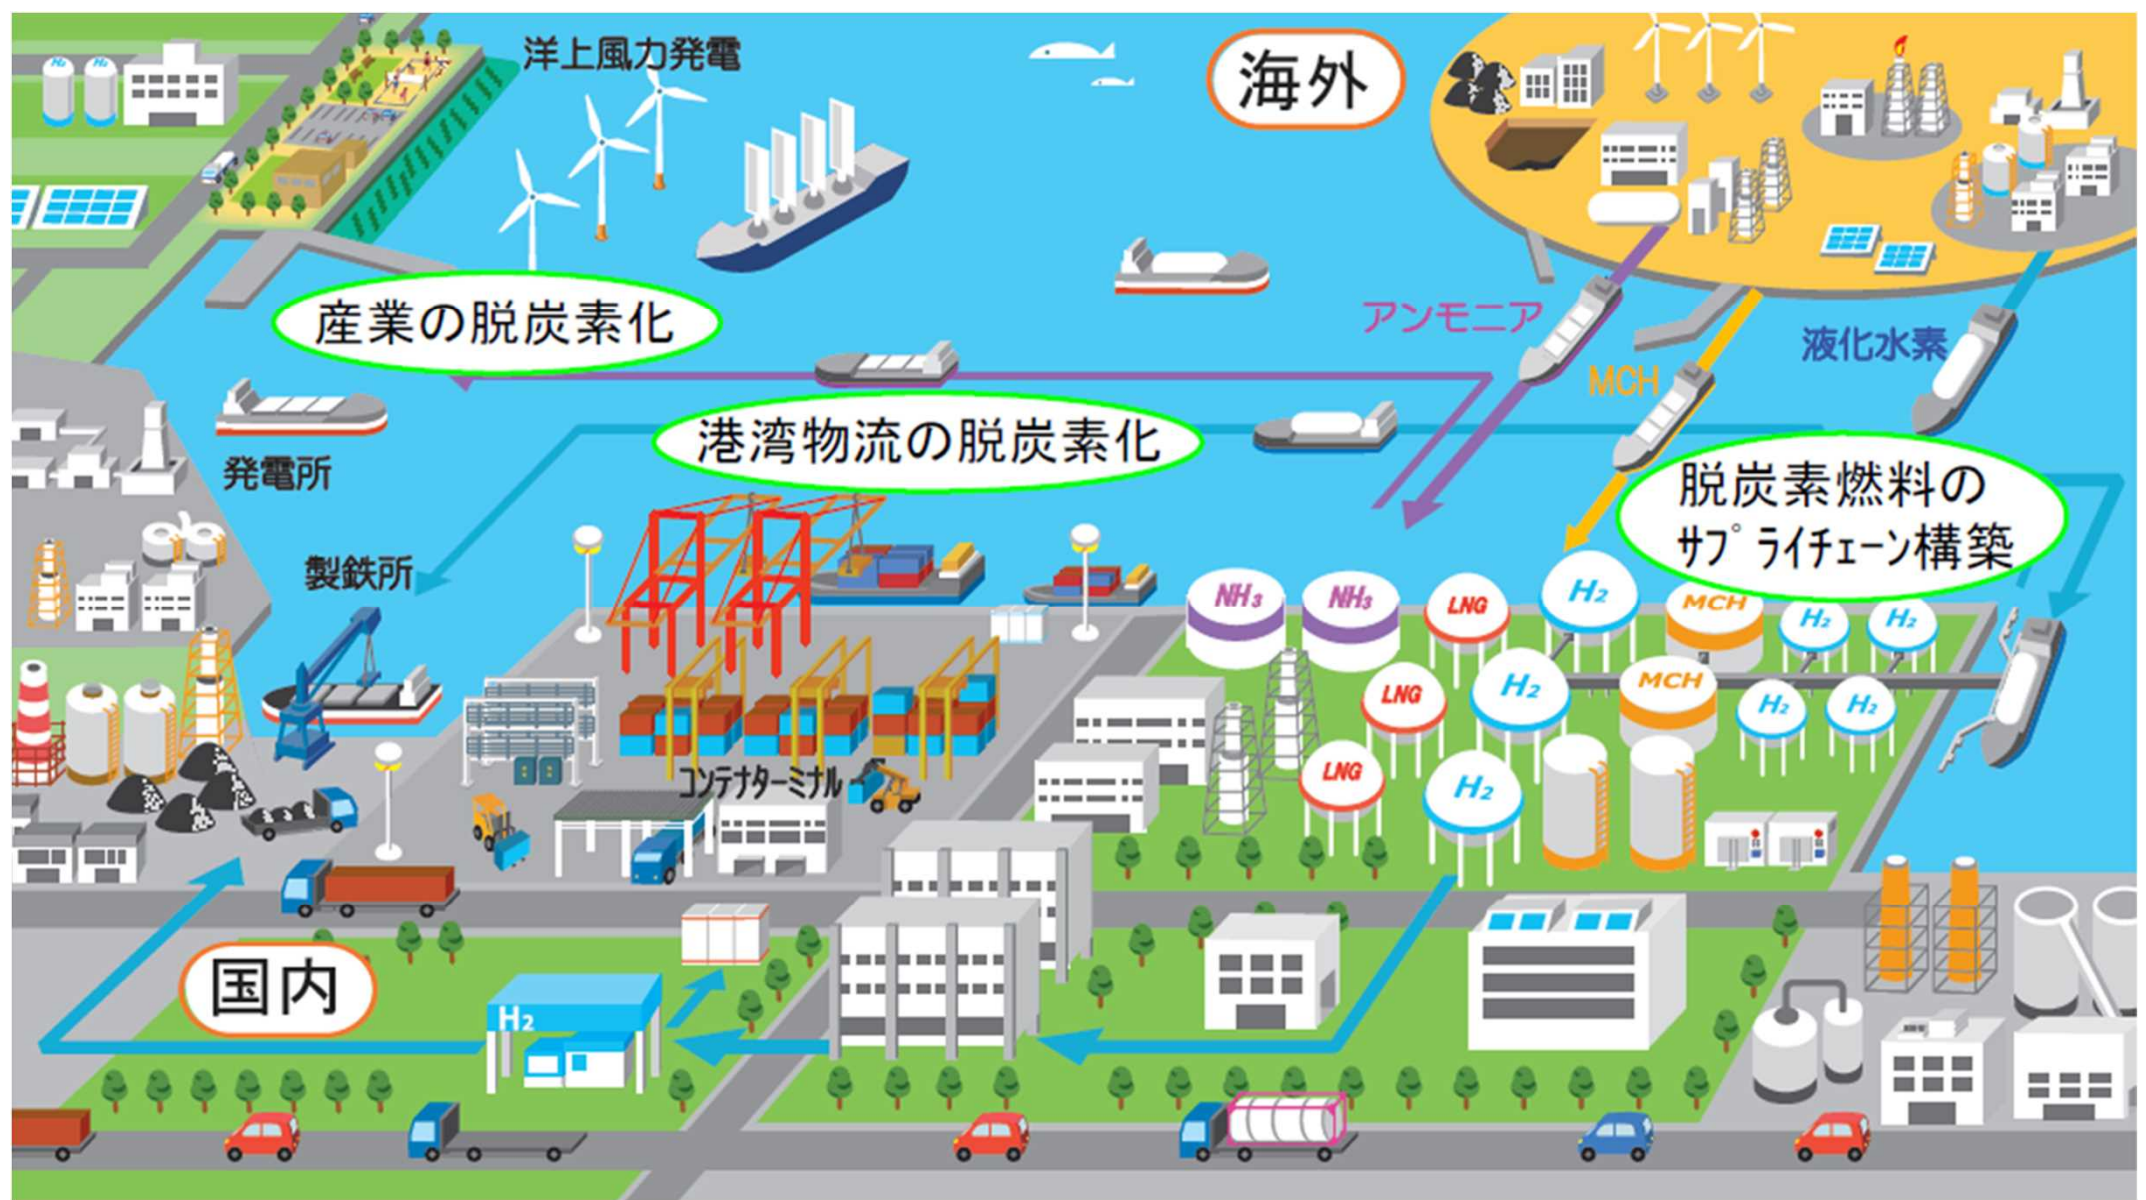 洋上風力発電
海外
H₂
H₂
産業の脱炭素化
アンモニア
MCH
液化水素
港湾物流の脱炭素化
脱炭素燃料の
ｻﾌﾟﾗｲﾁｪｰﾝ構築
発電所
製鉄所
NH₃
NH₃
LNG
H₂
MCH
H₂
H₂
LNG
H₂
MCH
H₂
H₂
LNG
H₂
コンテナターミナル
国内
H₂